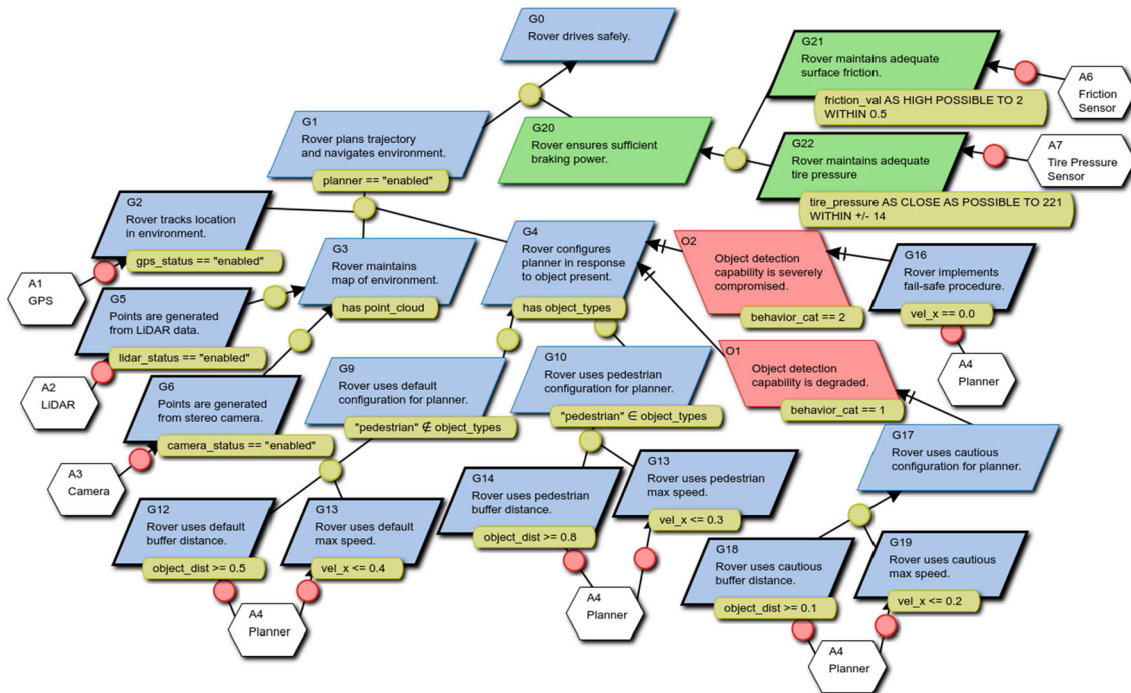 G0
Rover drives safely.
G21
Rover maintains adequate
surface friction.
friction_val AS HIGH POSSIBLE TO 2
WITHIN 0.5
A6
Friction
Sensor
G1
Rover plans trajectory
and navigates environment.
planner == "enabled"
G20
Rover ensures sufficient
braking power.
G22
Rover maintains adequate
tire pressure
tire_pressure AS CLOSE AS POSSIBLE TO 221
WITHIN +/- 14
A7
Tire Pressure
Sensor
G2
Rover tracks location
in environment.
gps_status == "enabled"
A1
GPS
G3
Rover maintains
map of environment.
has point_cloud
G4
Rover configures
planner in response
to object present.
has object_types
O2
Object detection
capability is severely
compromised.
behavior_cat == 2
G16
Rover implements
fail-safe procedure.
vel_x == 0.0
A4
Planner
G5
Points are generated
from LiDAR data.
lidar_status == "enabled"
A2
LiDAR
O1
Object detection
capability is degraded.
behavior_cat == 1
G6
Points are generated
from stereo camera.
camera_status == "enabled"
A3
Camera
G9
Rover uses default
configuration for planner.
"pedestrian" ∉ object_types
G10
Rover uses pedestrian
configuration for planner.
"pedestrian" ∈ object_types
G17
Rover uses cautious
configuration for planner.
G12
Rover uses default
buffer distance.
object_dist >= 0.5
G13
Rover uses default
max speed.
vel_x <= 0.4
A4
Planner
G14
Rover uses pedestrian
buffer distance.
object_dist >= 0.8
G13
Rover uses pedestrian
max speed.
vel_x <= 0.3
A4
Planner
G18
Rover uses cautious
buffer distance.
object_dist >= 0.1
G19
Rover uses cautious
max speed.
vel_x <= 0.2
A4
Planner